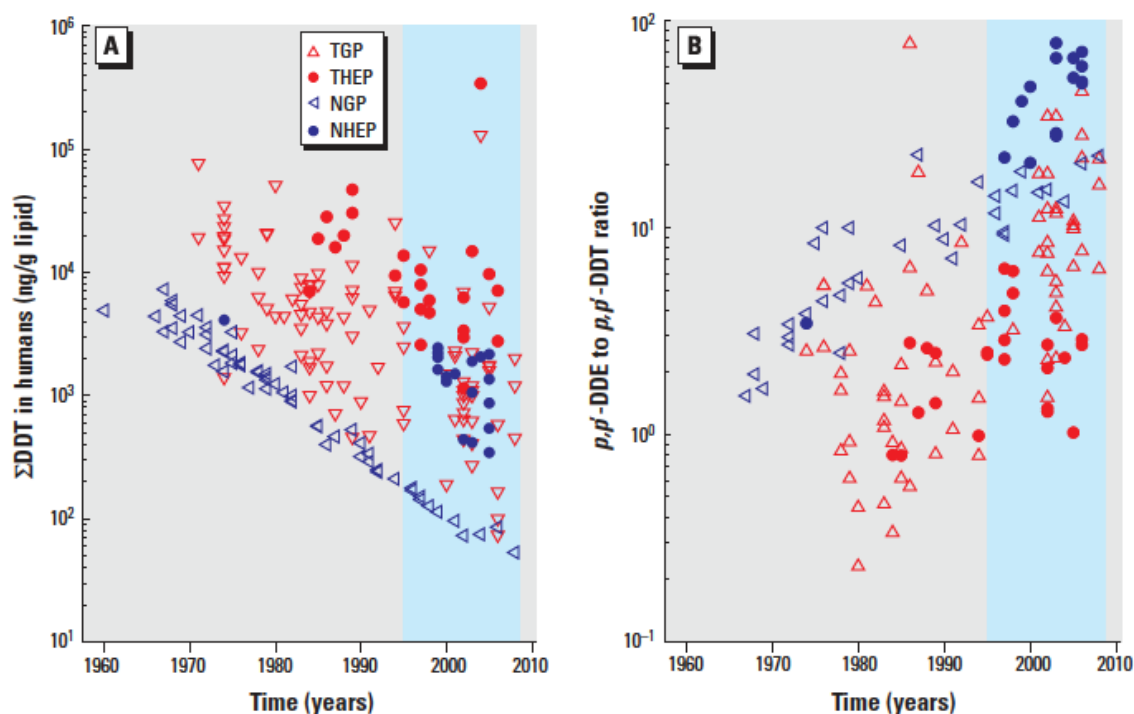 A
TGP
THEP
NGP
NHEP
10⁶
10⁵
10⁴
10³
10²
10¹
ΣDDT in humans (ng/g lipid)
1960 1970 1980 1990 2000 2010
Time (years)
B
10²
10¹
10⁰
10⁻¹
p,p′-DDE to p,p′-DDT ratio
1960 1970 1980 1990 2000 2010
Time (years)